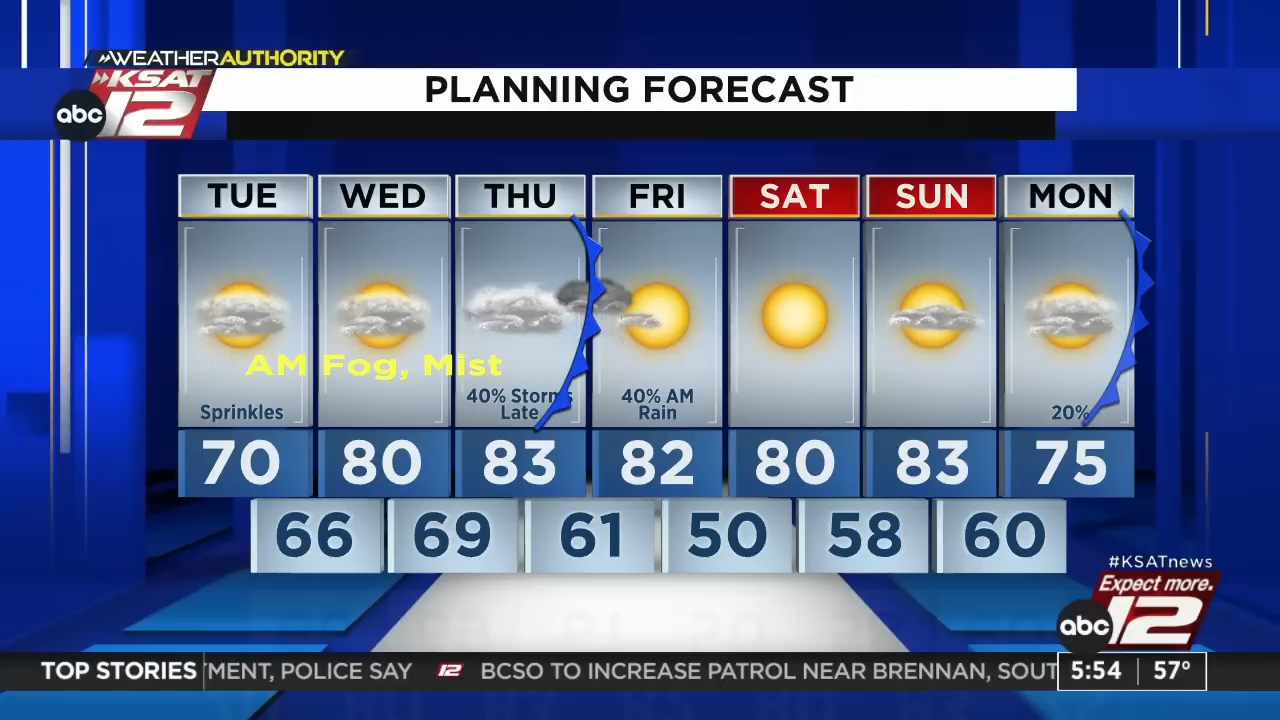 WEATHERAUTHORITY
KSAT
abc 12
PLANNING FORECAST
TUE WED THU FRI SAT SUN MON
AM Fog, Mist
Sprinkles
40% Storms
Late
40% AM
Rain
20%
70 80 83 82 80 83 75
66 69 61 50 58 60
#KSATnews
Expect more.
abc 12
TOP STORIES TMENT, POLICE SAY 12 BCSO TO INCREASE PATROL NEAR BRENNAN, SOUT 5:54 57°